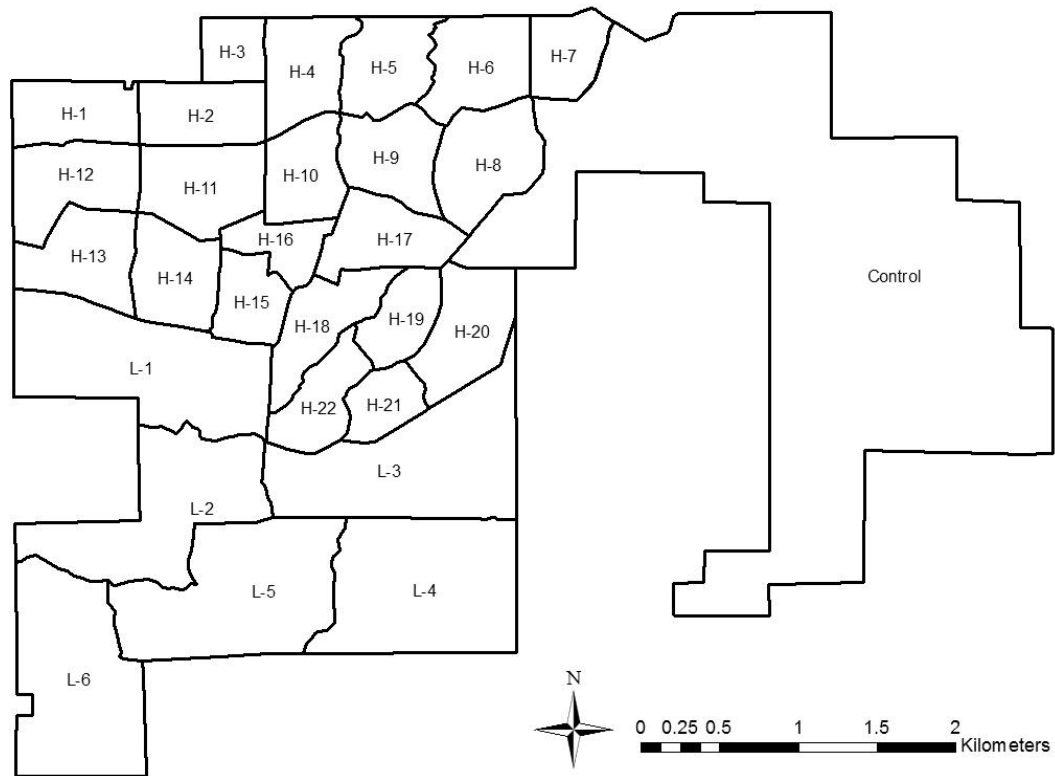 H-3
H-4
H-5
H-6
H-7
H-1
H-2
H-12
H-11
H-10
H-9
H-8
H-13
H-14
H-16
H-17
H-15
H-18
H-19
H-20
Control
L-1
H-22
H-21
L-3
L-2
L-5
L-4
L-6
N
0 0.25 0.5 1 1.5 2
Kilometers